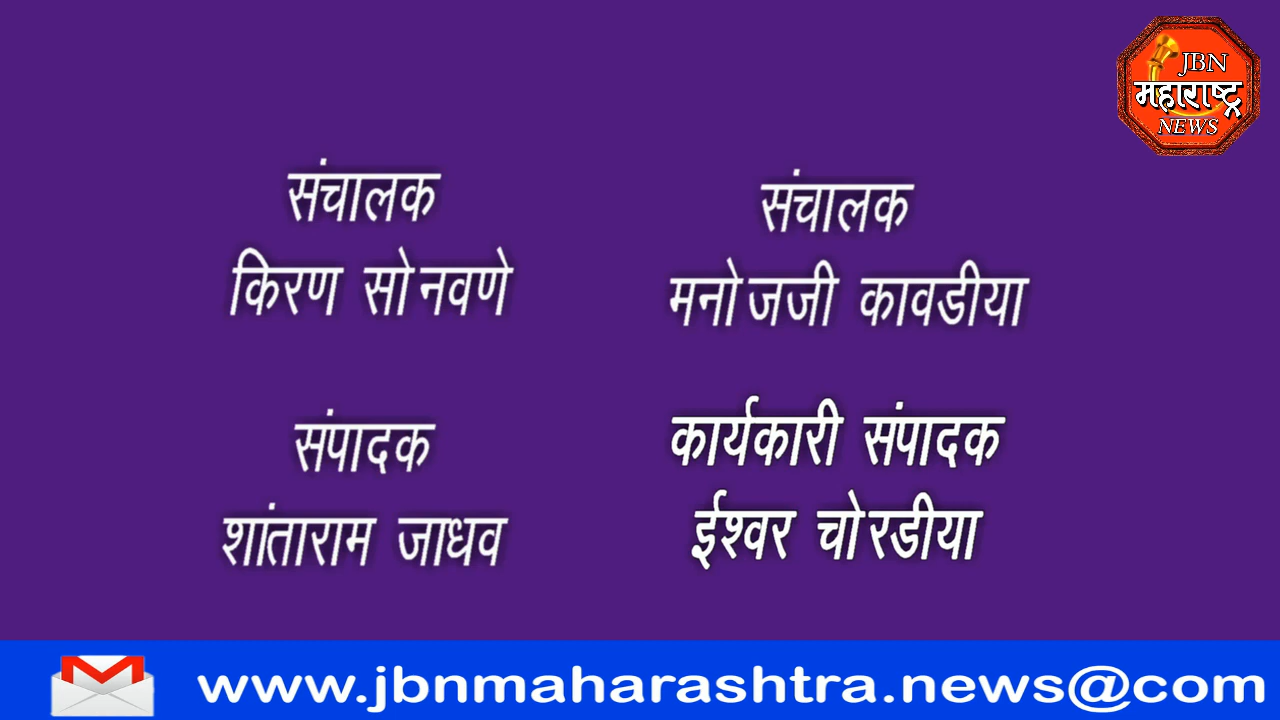 JBN
महाराष्ट्र
NEWS
संचालक
किरण सोनवणे
संचालक
मनोजजी कावडीया
संपादक
शांताराम जाधव
कार्यकारी संपादक
ईश्वर चोरडीया
www.jbnmaharashtra.news@com